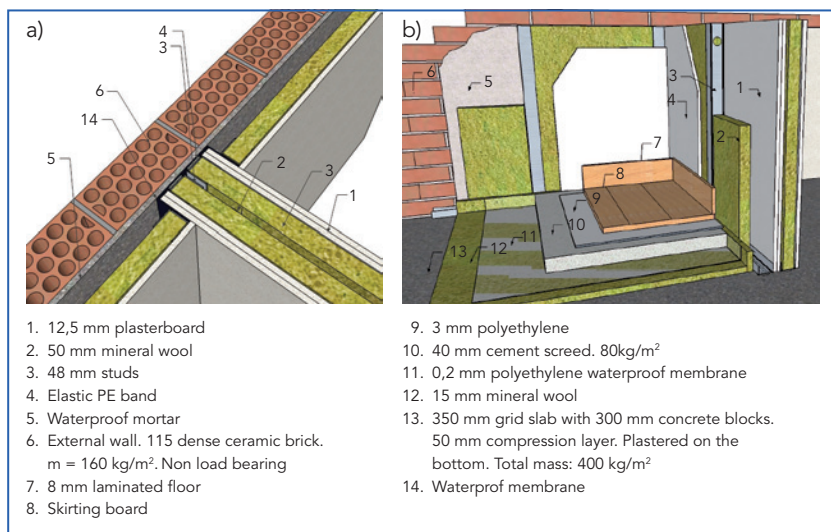 a)
4
3
6
14
5
2
3
1
b)
6
5
3
4
1
2
7
8
9
10
11
12
13
1. 12,5 mm plasterboard
2. 50 mm mineral wool
3. 48 mm studs
4. Elastic PE band
5. Waterproof mortar
6. External wall. 115 dense ceramic brick.
m = 160 kg/m². Non load bearing
7. 8 mm laminated floor
8. Skirting board
9. 3 mm polyethylene
10. 40 mm cement screed. 80kg/m²
11. 0,2 mm polyethylene waterproof membrane
12. 15 mm mineral wool
13. 350 mm grid slab with 300 mm concrete blocks.
50 mm compression layer. Plastered on the
bottom. Total mass: 400 kg/m²
14. Waterprof membrane